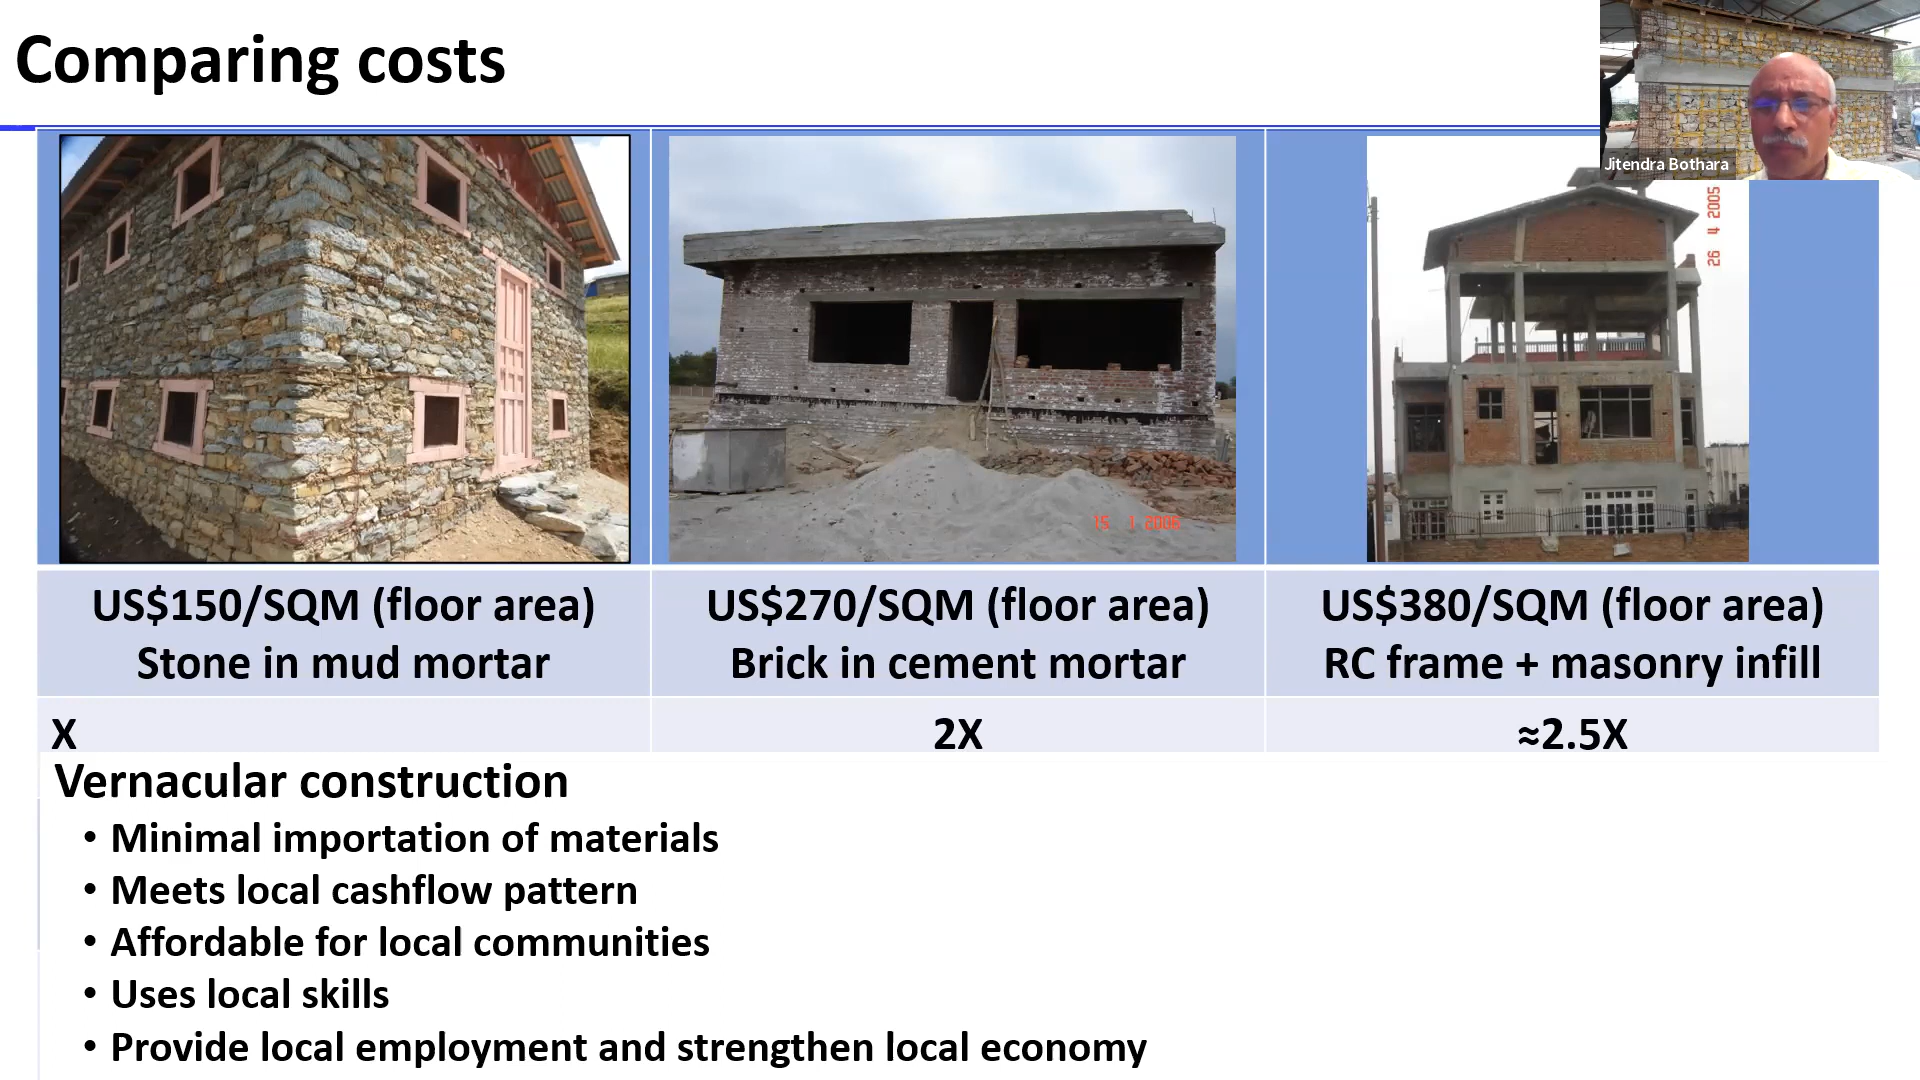 Comparing costs
Jitendra Bothara
26 4 2005
15 1 2006
US$150/SQM (floor area)
Stone in mud mortar
US$270/SQM (floor area)
Brick in cement mortar
US$380/SQM (floor area)
RC frame + masonry infill
X
2X
≈2.5X
Vernacular construction
• Minimal importation of materials
• Meets local cashflow pattern
• Affordable for local communities
• Uses local skills
• Provide local employment and strengthen local economy